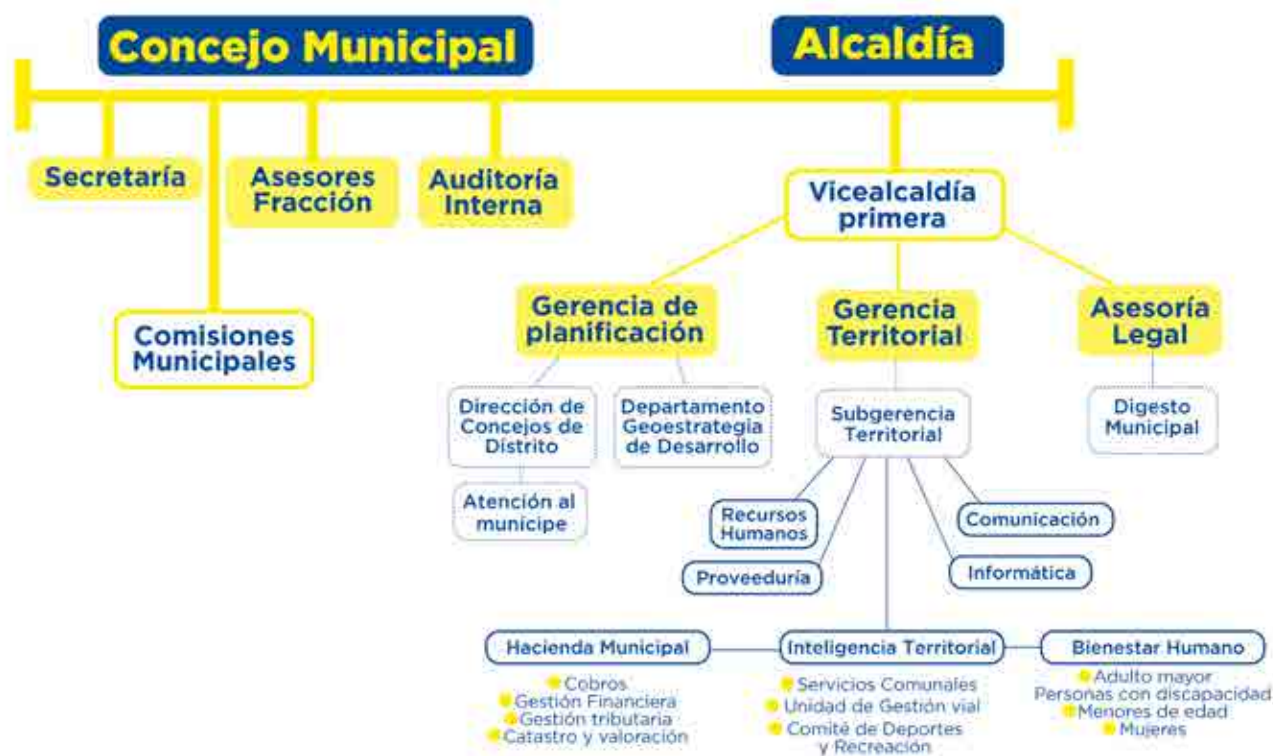 Concejo Municipal
Alcaldía
Secretaría
Asesores
Fracción
Auditoría
Interna
Vicealcaldía
primera
Comisiones
Municipales
Gerencia de
planificación
Gerencia
Territorial
Asesoría
Legal
Dirección de
Concejos de
Distrito
Departamento
Geoestrategia
de Desarrollo
Subgerencia
Territorial
Digesto
Municipal
Atención al
munícipe
Recursos
Humanos
Comunicación
Proveeduría
Informática
Hacienda Municipal
Cobros
Gestión Financiera
Gestión tributaria
Catastro y valoración
Inteligencia Territorial
Servicios Comunales
Unidad de Gestión vial
Comité de Deportes
y Recreación
Bienestar Humano
Adulto mayor
Personas con discapacidad
Menores de edad
Mujeres